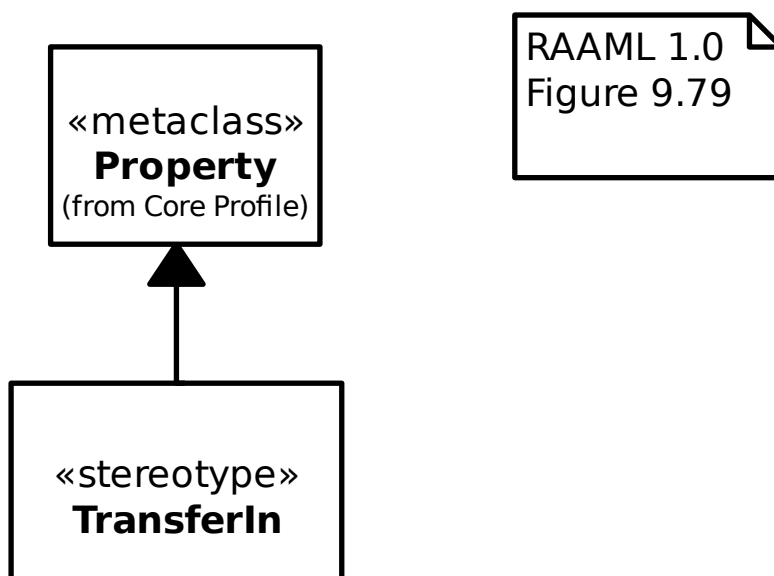 RAAML 1.0
Figure 9.79
«metaclass»
Property
(from Core Profile)
«stereotype»
TransferIn